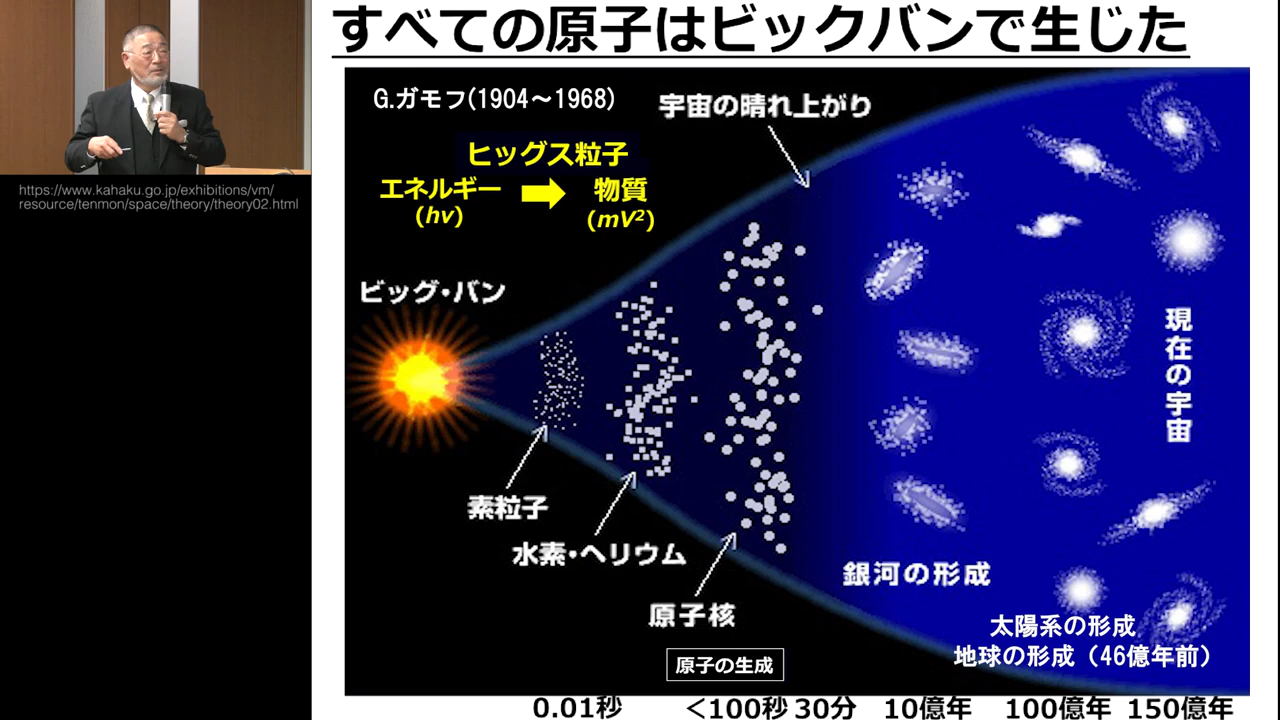 すべての原子はビックバンで生じた
https://www.kahaku.go.jp/exhibitions/vm/
resource/tenmon/space/theory/theory02.html
G.ガモフ(1904～1968)
宇宙の晴れ上がり
ヒッグス粒子
エネルギー
物質
(hν)
(mV²)
ビッグ・バン
現在の宇宙
素粒子
水素・ヘリウム
原子核
銀河の形成
太陽系の形成
地球の形成（46億年前）
原子の生成
0.01秒 <100秒 30分 10億年 100億年 150億年